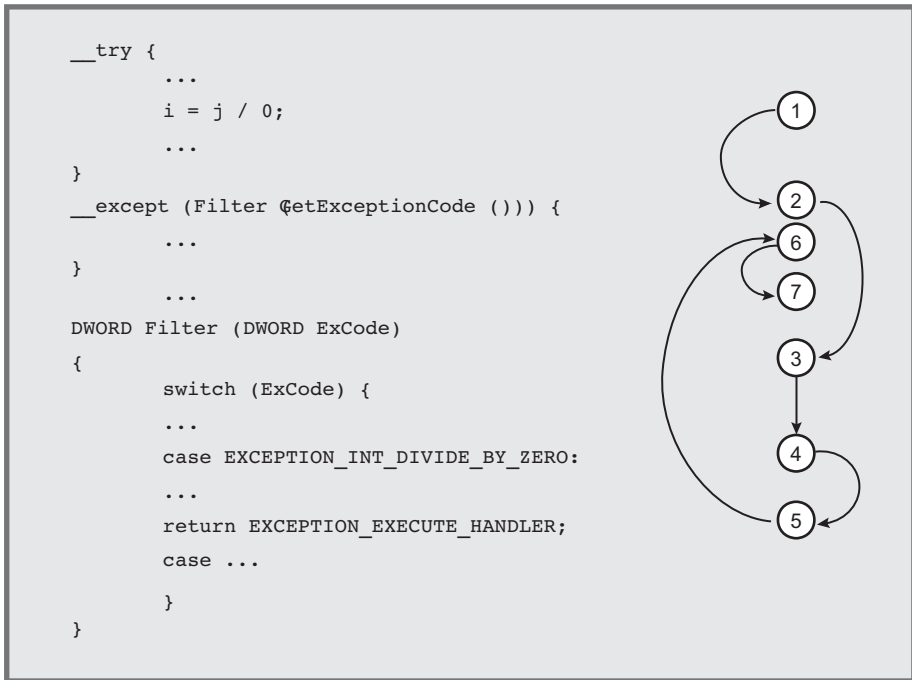 __try {
...
i = j / 0;
...
}
__except (Filter (GetExceptionCode ())) {
...
}
...
DWORD Filter (DWORD ExCode)
{
switch (ExCode) {
...
case EXCEPTION_INT_DIVIDE_BY_ZERO:
...
return EXCEPTION_EXECUTE_HANDLER;
case ...
}
}
1
2
6
7
3
4
5